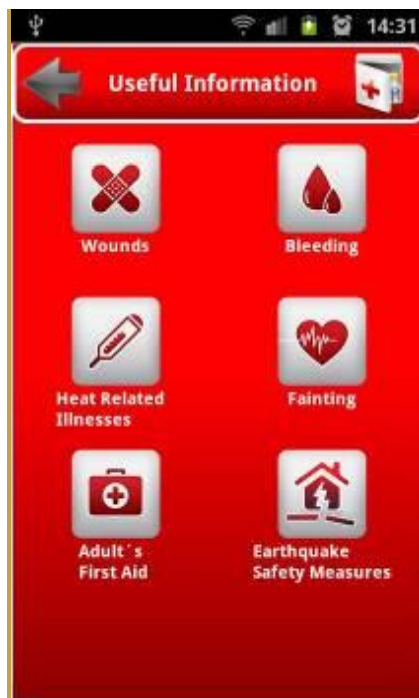 14:31
Useful Information
Wounds
Bleeding
Heat Related
Illnesses
Fainting
Adult´s
First Aid
Earthquake
Safety Measures